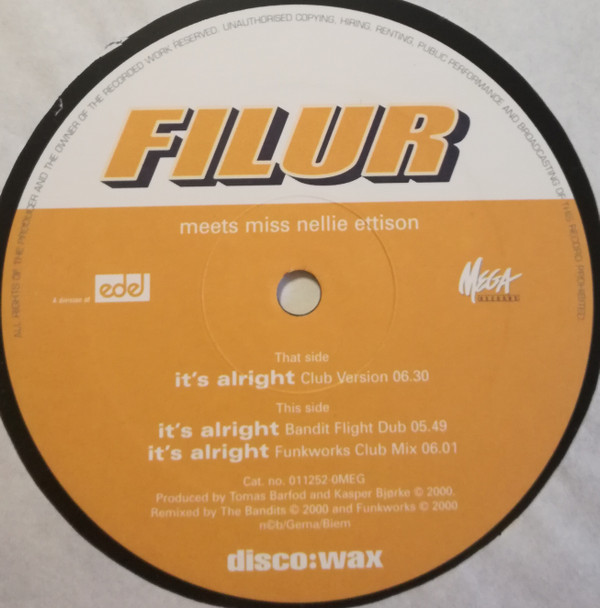 ALL RIGHTS OF THE PRODUCER AND THE OWNER OF THE RECORDED WORK RESERVED. UNAUTHORISED COPYING, HIRING, RENTING, PUBLIC PERFORMANCE AND BROADCASTING OF THIS RECORD PROHIBITED
FILUR
meets miss nellie ettison
A division of edel
MEGA
RECORDS
That side
it's alright Club Version 06.30
This side
it's alright Bandit Flight Dub 05.49
it's alright Funkworks Club Mix 06.01
Cat. no. 011252-0MEG
Produced by Tomas Barfod and Kasper Bjørke © 2000.
Remixed by The Bandits © 2000 and Funkworks © 2000
n©b/Gema/Biem
disco:wax